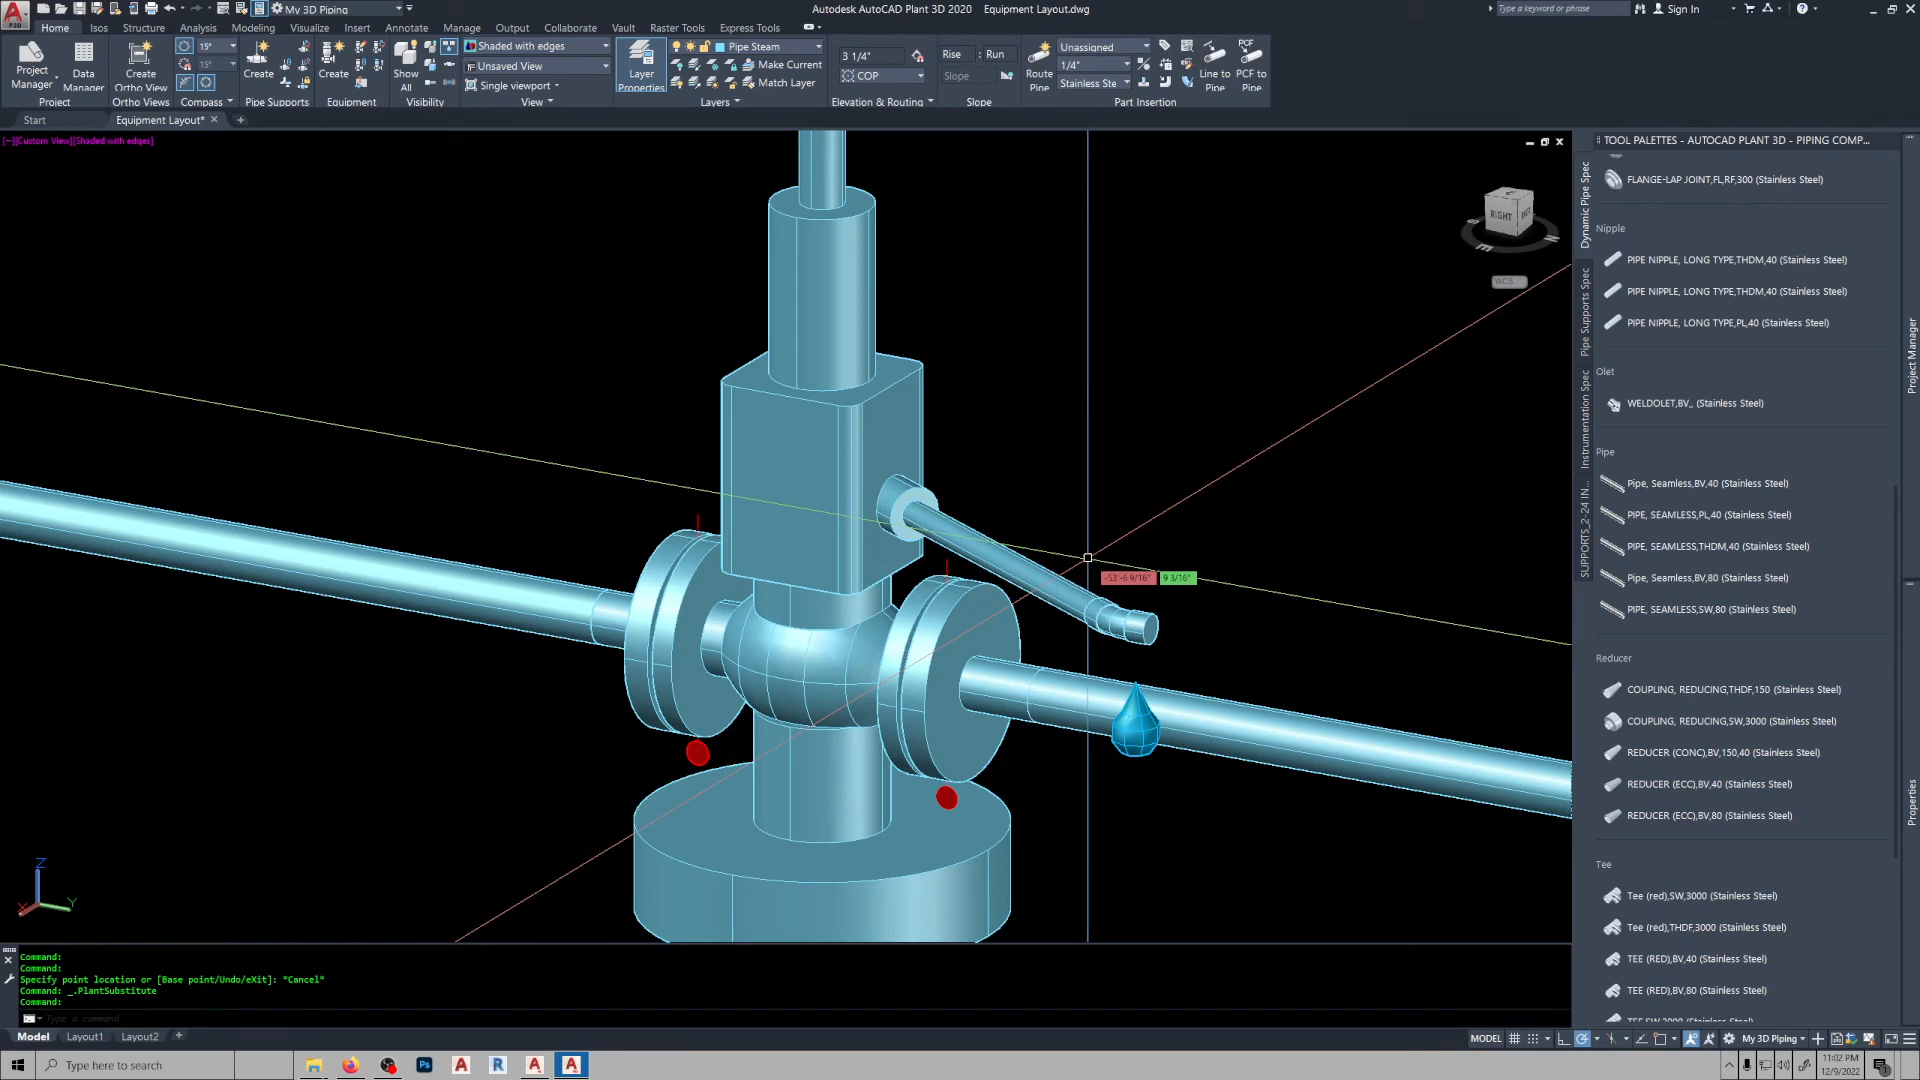 My 3D Piping
Autodesk AutoCAD Plant 3D 2020 Equipment Layout.dwg
Type a keyword or phrase
Sign In
Home Isos Structure Analysis Visualize Modeling Insert Annotate Manage Output Collaborate Vault Raster Tools Express Tools
Project Manager
Data Manager
Project
Create Ortho Views
Ortho Views
15°
15°
Compass
Create
Pipe Supports
Create
Equipment
Show All
Visibility
Shaded with edges
Unsaved View
Single viewport
View
Layer Properties
Pipe Steam
Make Current
Match Layer
Layers
3 1/4"
COP
Elevation & Routing
Rise : Run
Slope
Slope
Route Pipe
Unassigned
1/4"
Stainless Ste
Line to Pipe
PCF to Pipe
Part Insertion
Start
Equipment Layout*
[−][Custom View][Shaded with edges]
RIGHT
WCS
-53'-6 9/16" 9 3/16"
Z
X
Y
TOOL PALETTES - AUTOCAD PLANT 3D - PIPING COMP...
FLANGE-LAP JOINT,FL,RF,300 (Stainless Steel)
Nipple
PIPE NIPPLE, LONG TYPE,THDM,40 (Stainless Steel)
PIPE NIPPLE, LONG TYPE,THDM,40 (Stainless Steel)
PIPE NIPPLE, LONG TYPE,PL,40 (Stainless Steel)
Olet
WELDOLET,BV,, (Stainless Steel)
Pipe
Pipe, Seamless,BV,40 (Stainless Steel)
PIPE, SEAMLESS,PL,40 (Stainless Steel)
PIPE, SEAMLESS,THDM,40 (Stainless Steel)
Pipe, Seamless,BV,80 (Stainless Steel)
PIPE, SEAMLESS,SW,80 (Stainless Steel)
Reducer
COUPLING, REDUCING,THDF,150 (Stainless Steel)
COUPLING, REDUCING,SW,3000 (Stainless Steel)
REDUCER (CONC),BV,150,40 (Stainless Steel)
REDUCER (ECC),BV,40 (Stainless Steel)
REDUCER (ECC),BV,80 (Stainless Steel)
Tee
Tee (red),SW,3000 (Stainless Steel)
Tee (red),THDF,3000 (Stainless Steel)
TEE (RED),BV,40 (Stainless Steel)
TEE (RED),BV,80 (Stainless Steel)
Dynamic Pipe Spec
Pipe Supports Spec
Instrumentation Spec
SUPPORTS_2-24 IN...
Project Manager
Properties
Command:
Command:
Specify point location or [Base point/Undo/eXit]: *Cancel*
Command: _.PlantSubstitute
Command:
Type a command
Model Layout1 Layout2
MODEL
My 3D Piping
Type here to search
11:02 PM
12/9/2022